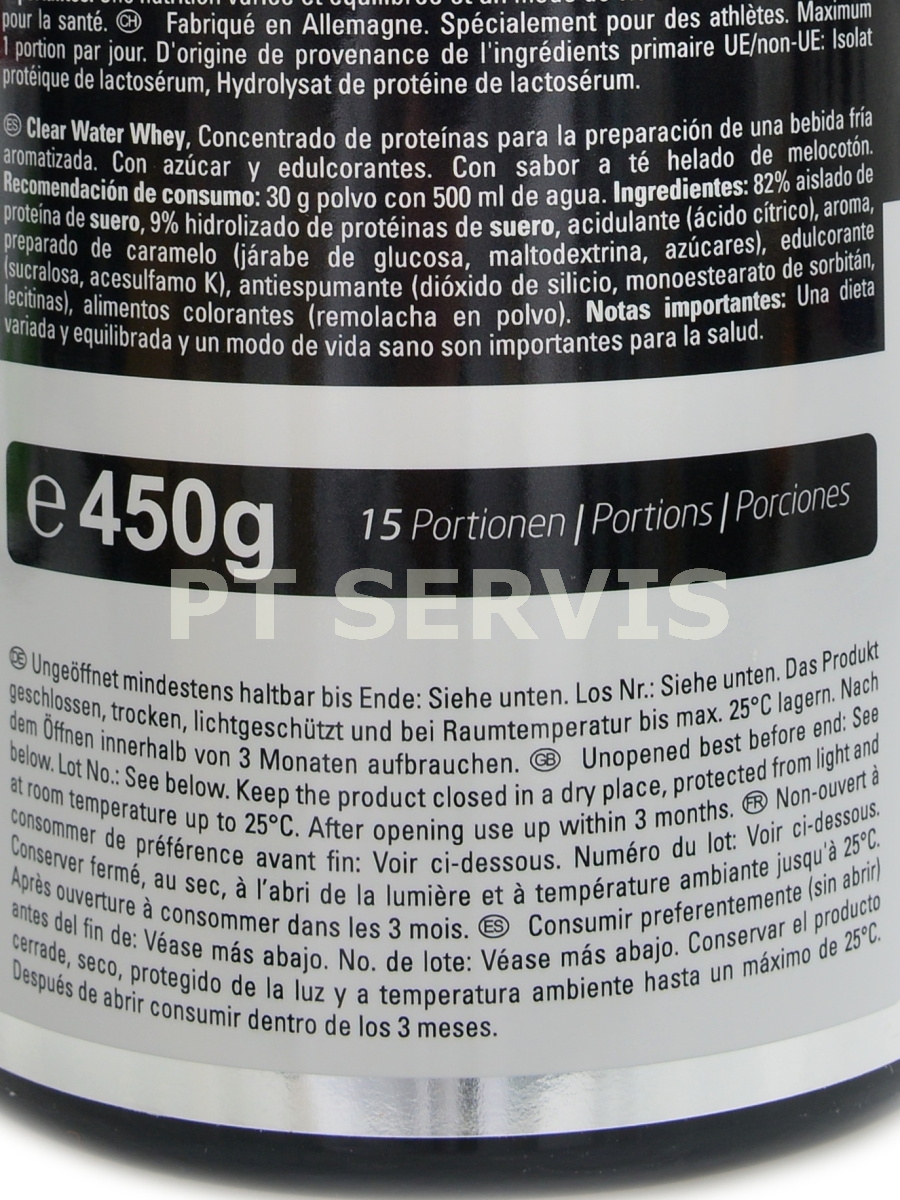 pour la santé. CH Fabriqué en Allemagne. Spécialement pour des athlètes. Maximum
1 portion par jour. D'origine de provenance de l'ingrédients primaire UE/non-UE: Isolat
protéique de lactosérum, Hydrolysat de protéine de lactosérum.
ES Clear Water Whey, Concentrado de proteínas para la preparación de una bebida fría
aromatizada. Con azúcar y edulcorantes. Con sabor a té helado de melocotón.
Recomendación de consumo: 30 g polvo con 500 ml de agua. Ingredientes: 82% aislado de
proteína de suero, 9% hidrolizado de protéinas de suero, acidulante (ácido cítrico), aroma,
preparado de caramelo (járabe de glucosa, maltodextrina, azúcares), edulcorante
(sucralosa, acesulfamo K), antiespumante (dióxido de silicio, monoestearato de sorbitán,
lecitinas), alimentos colorantes (remolacha en polvo). Notas importantes: Una dieta
variada y equilibrada y un modo de vida sano son importantes para la salud.
e 450g 15 Portionen / Portions / Porciones
PT SERVIS
DE Ungeöffnet mindestens haltbar bis Ende: Siehe unten. Los Nr.: Siehe unten. Das Produkt
geschlossen, trocken, lichtgeschützt und bei Raumtemperatur bis max. 25°C lagern. Nach
dem Öffnen innerhalb von 3 Monaten aufbrauchen. GB Unopened best before end: See
below. Lot No.: See below. Keep the product closed in a dry place, protected from light and
at room temperature up to 25°C. After opening use up within 3 months. FR Non-ouvert à
consommer de préférence avant fin: Voir ci-dessous. Numéro du lot: Voir ci-dessous.
Conserver fermé, au sec, à l'abri de la lumière et à température ambiante jusqu'à 25°C.
Après ouverture à consommer dans les 3 mois. ES Consumir preferentemente (sin abrir)
antes del fin de: Véase más abajo. No. de lote: Véase más abajo. Conservar el producto
cerrade, seco, protegido de la luz y a temperatura ambiente hasta un máximo de 25°C.
Después de abrir consumir dentro de los 3 meses.